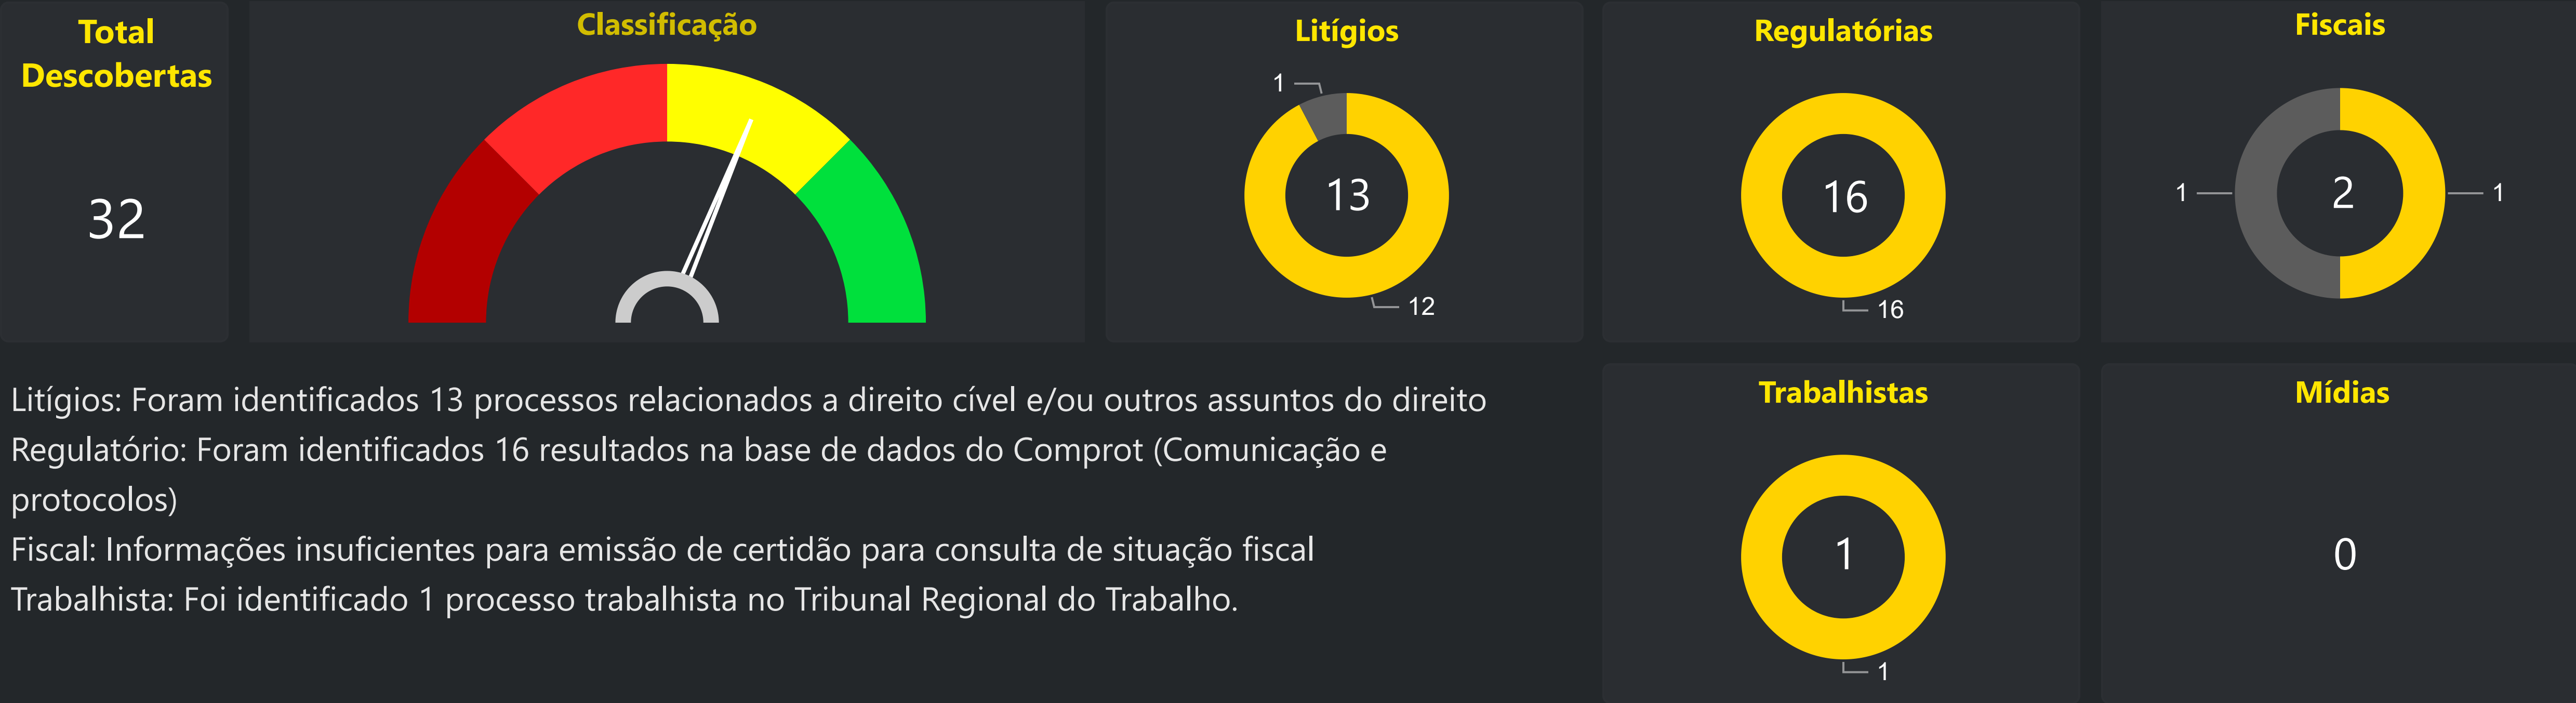 Total
Descobertas
32
Classificação
Litígios
1
13
12
Regulatórias
16
16
Fiscais
1
2
1
Litígios: Foram identificados 13 processos relacionados a direito cível e/ou outros assuntos do direito
Regulatório: Foram identificados 16 resultados na base de dados do Comprot (Comunicação e
protocolos)
Fiscal: Informações insuficientes para emissão de certidão para consulta de situação fiscal
Trabalhista: Foi identificado 1 processo trabalhista no Tribunal Regional do Trabalho.
Trabalhistas
1
1
Mídias
0